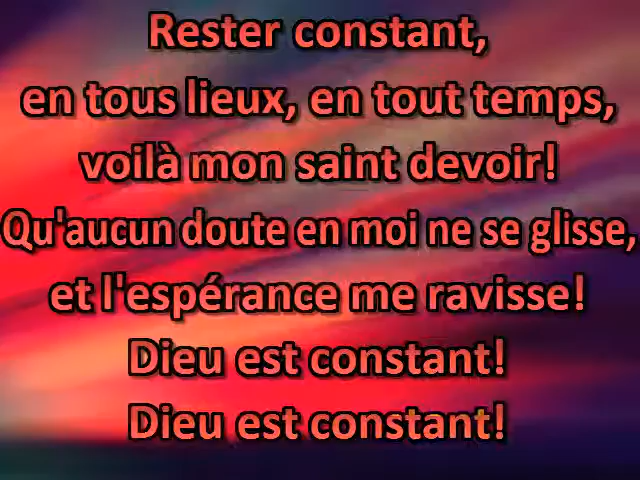 Rester constant,
en tous lieux, en tout temps,
voilà mon saint devoir!
Qu'aucun doute en moi ne se glisse,
et l'espérance me ravisse!
Dieu est constant!
Dieu est constant!